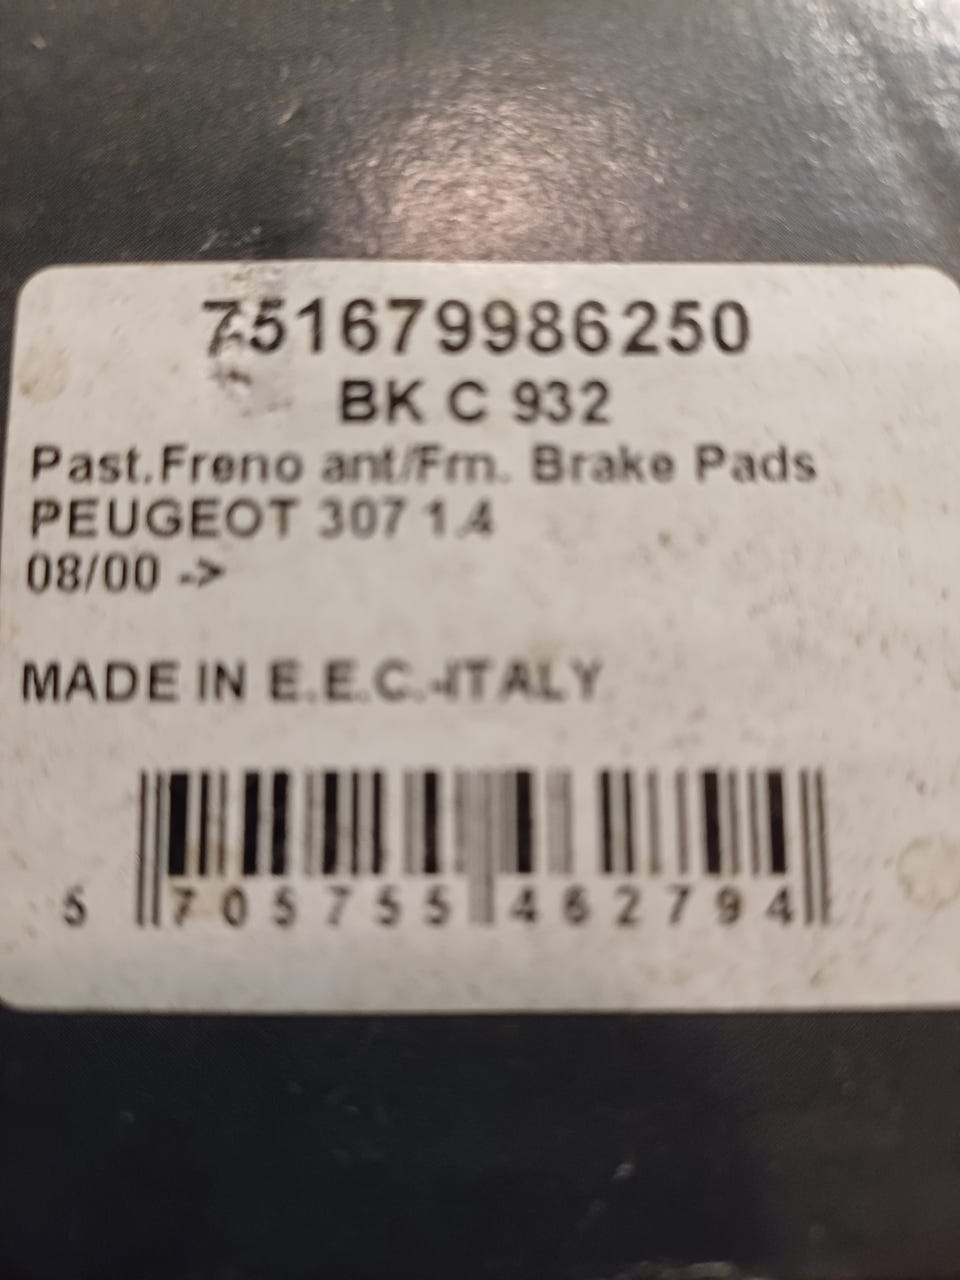 751679986250
BK C 932
Past.Freno ant/Frn. Brake Pads
PEUGEOT 307 1.4
08/00 ->
MADE IN E.E.C.-ITALY
5 705755 462794